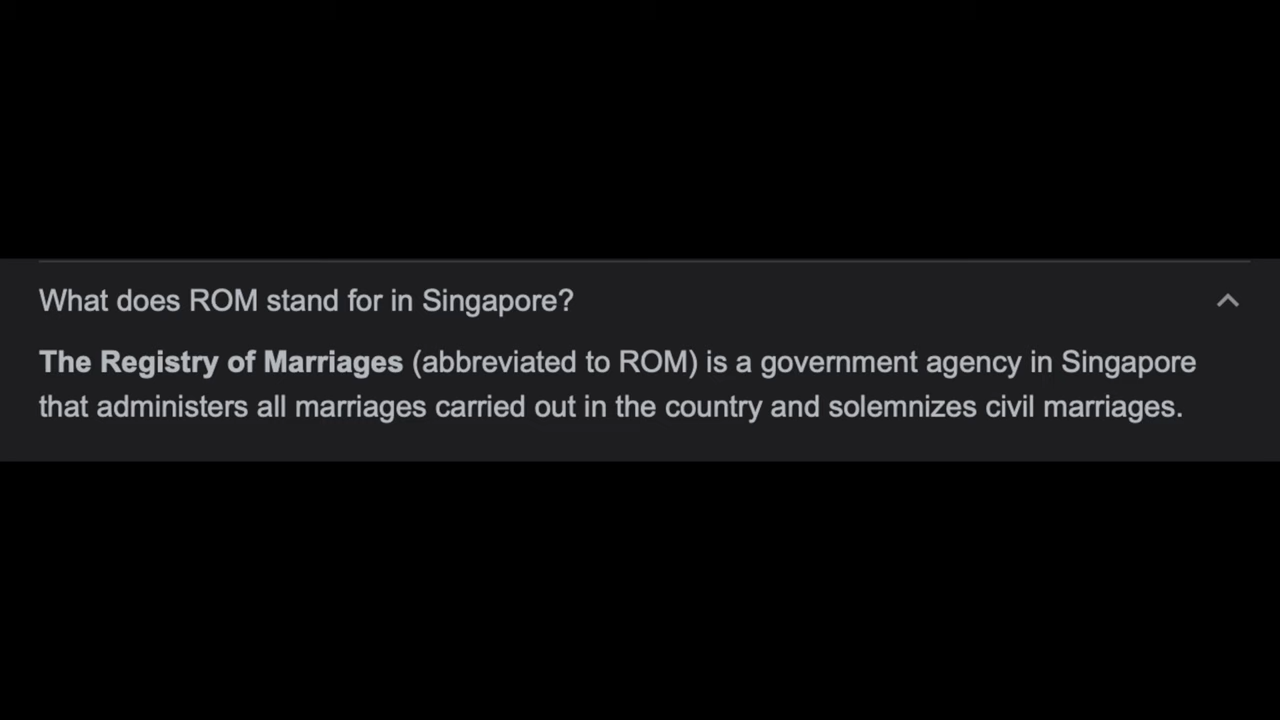 What does ROM stand for in Singapore?
The Registry of Marriages (abbreviated to ROM) is a government agency in Singapore
that administers all marriages carried out in the country and solemnizes civil marriages.